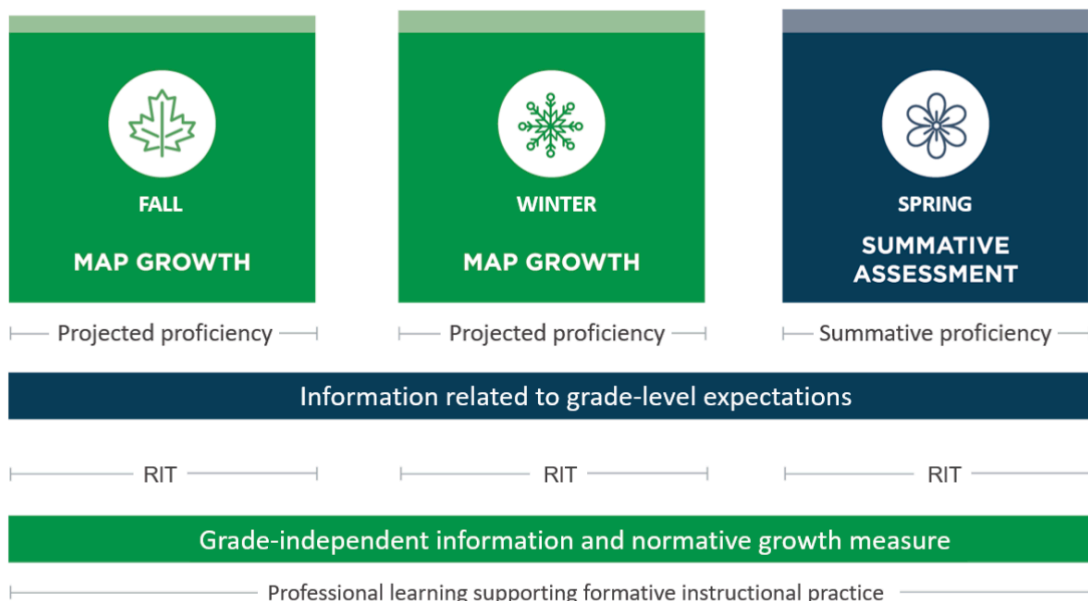 FALL
MAP GROWTH
WINTER
MAP GROWTH
SPRING
SUMMATIVE
ASSESSMENT
Projected proficiency
Projected proficiency
Summative proficiency
Information related to grade-level expectations
RIT
RIT
RIT
Grade-independent information and normative growth measure
Professional learning supporting formative instructional practice